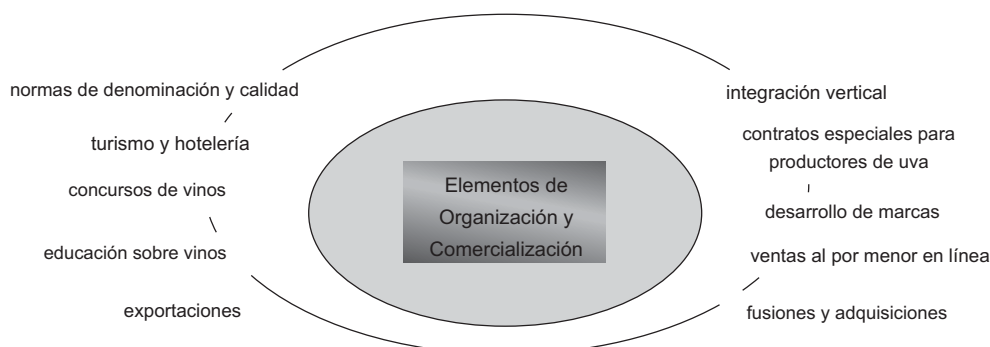 normas de denominación y calidad
turismo y hotelería
concursos de vinos
educación sobre vinos
exportaciones
Elementos de
Organización y
Comercialización
integración vertical
contratos especiales para
productores de uva
desarrollo de marcas
ventas al por menor en línea
fusiones y adquisiciones